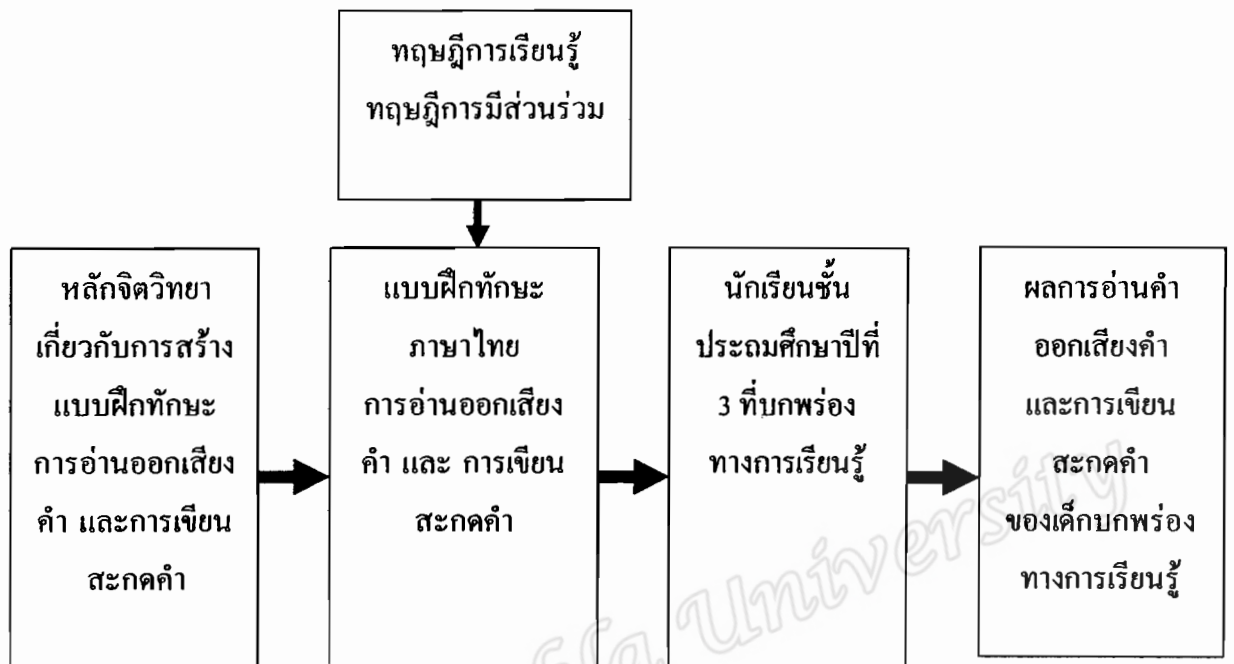 ทฤษฎีการเรียนรู้
ทฤษฎีการมีส่วนร่วม
หลักจิตวิทยา
เกี่ยวกับการสร้าง
แบบฝึกทักษะ
การอ่านออกเสียง
คำ และการเขียน
สะกดคำ
แบบฝึกทักษะ
ภาษาไทย
การอ่านออกเสียง
คำ และ การเขียน
สะกดคำ
นักเรียนชั้น
ประถมศึกษาปีที่
3 ที่บกพร่อง
ทางการเรียนรู้
ผลการอ่านคำ
ออกเสียงคำ
และการเขียน
สะกดคำ
ของเด็กบกพร่อง
ทางการเรียนรู้
University